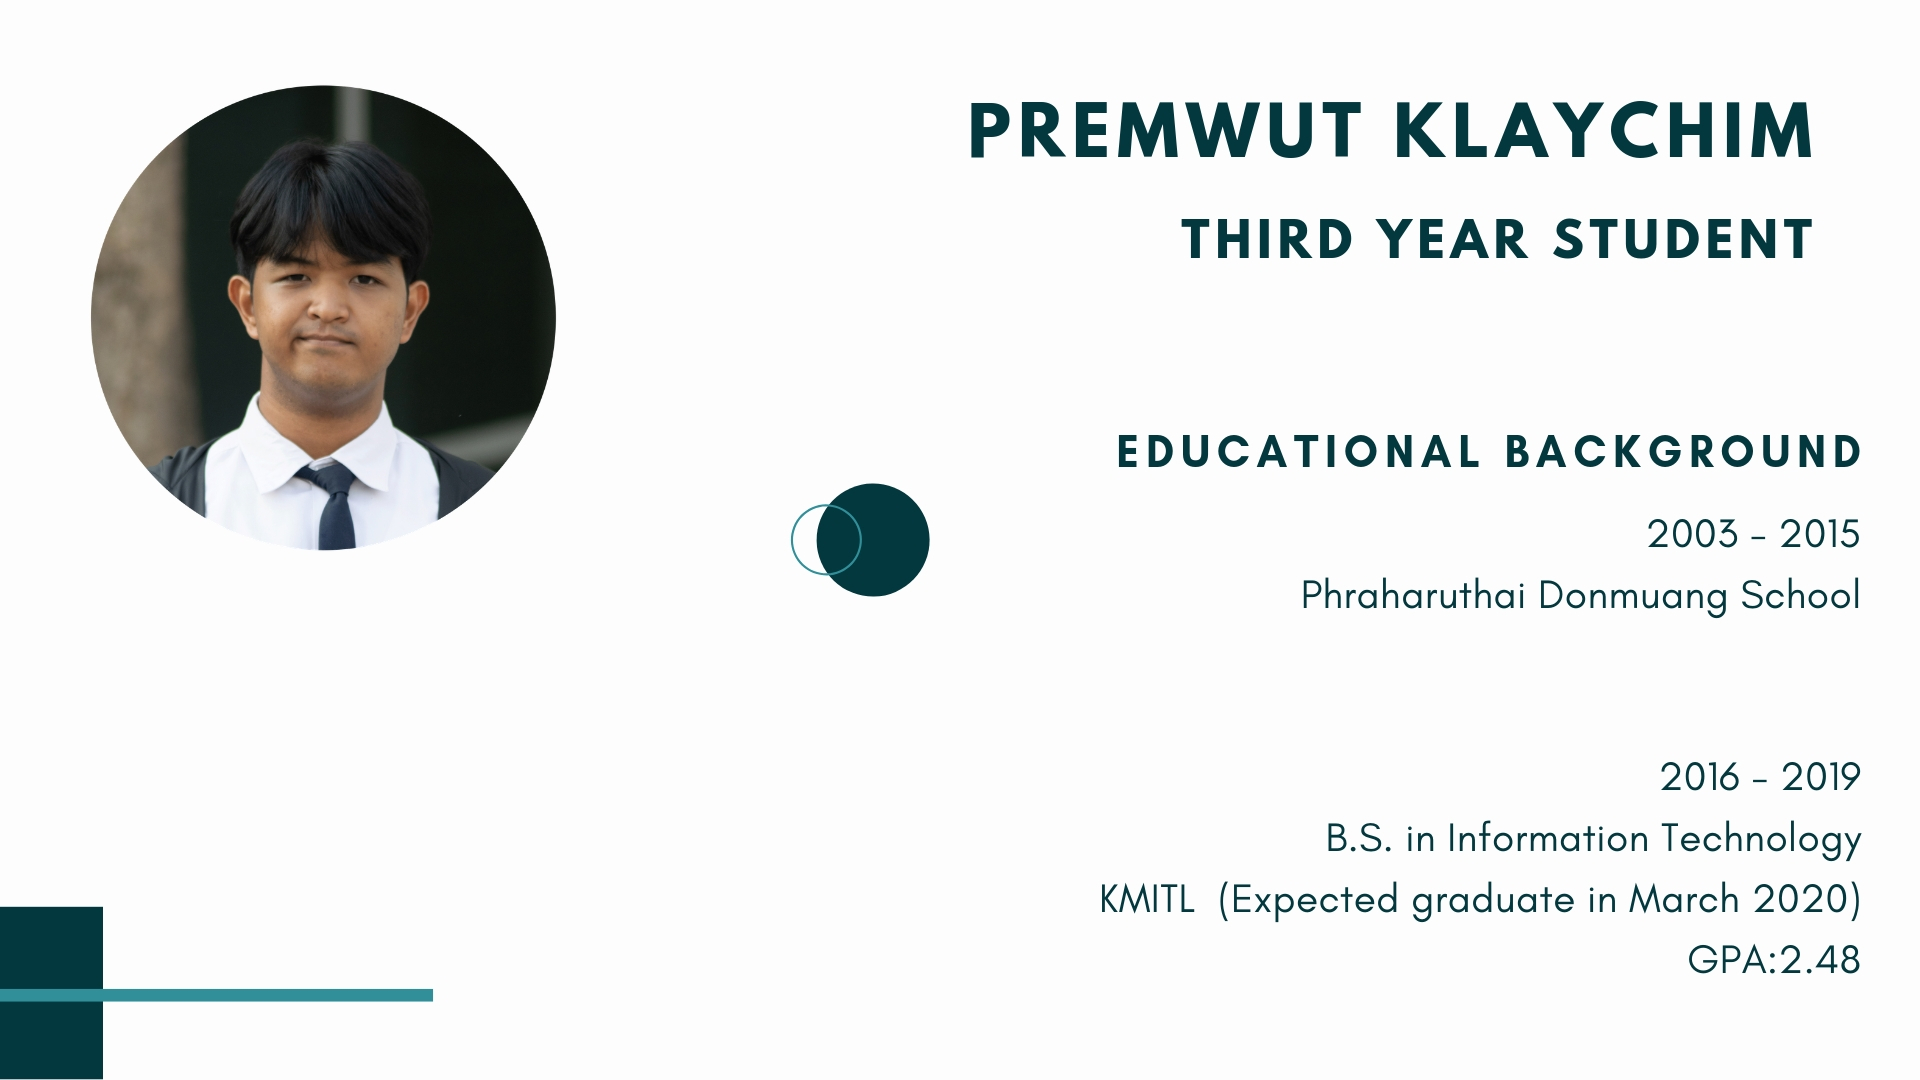 PREMWUT KLAYCHIM
THIRD YEAR STUDENT
EDUCATIONAL BACKGROUND
2003 - 2015
Phraharuthai Donmuang School
2016 - 2019
B.S. in Information Technology
KMITL (Expected graduate in March 2020)
GPA:2.48